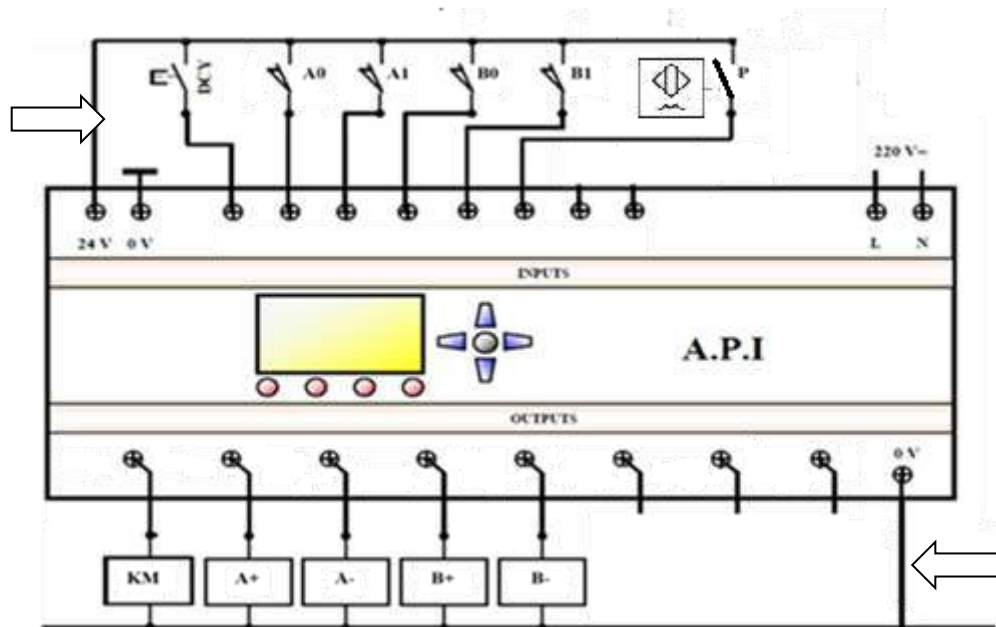 DCY A0 A1 B0 B1 P
220 V~
24 V 0 V L N
INPUTS
A.P.I
OUTPUTS
0 V
KM A+ A- B+ B-